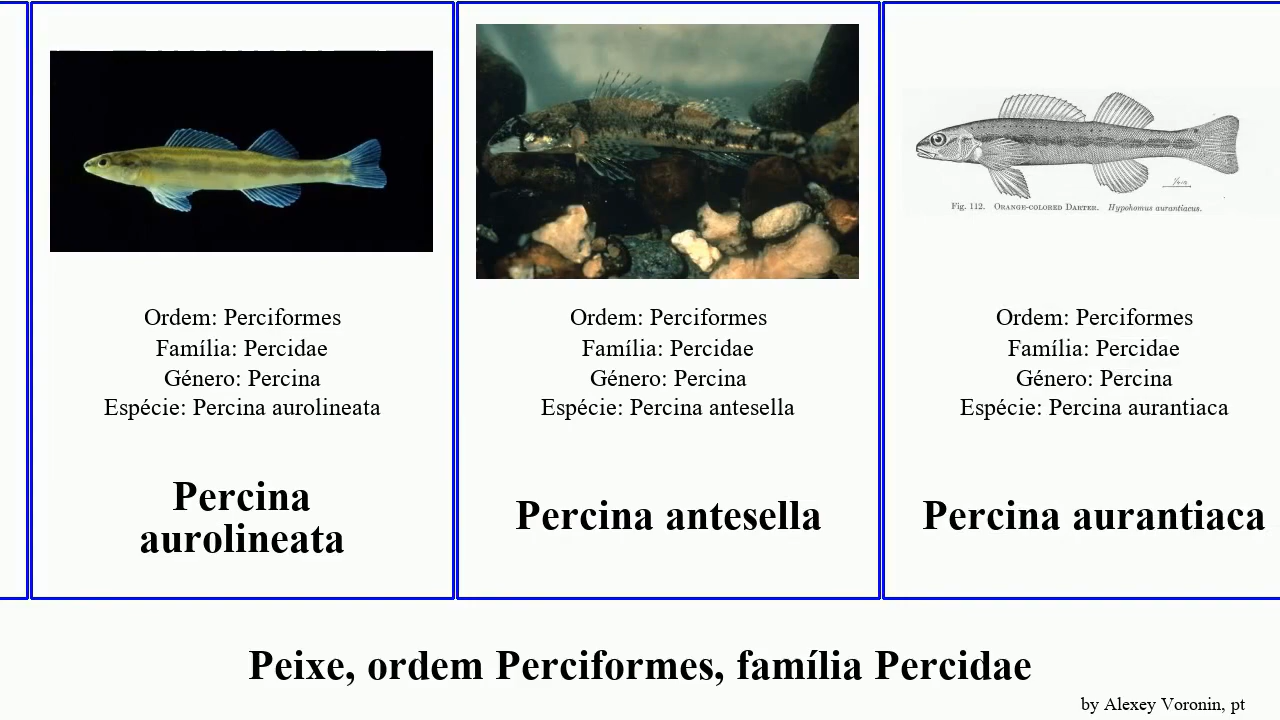 Fig. 112. ORANGE-COLORED DARTER. Hypohomus aurantiacus.
Ordem: Perciformes
Família: Percidae
Género: Percina
Espécie: Percina aurolineata
Percina
aurolineata
Ordem: Perciformes
Família: Percidae
Género: Percina
Espécie: Percina antesella
Percina antesella
Ordem: Perciformes
Família: Percidae
Género: Percina
Espécie: Percina aurantiaca
Percina aurantiaca
Peixe, ordem Perciformes, família Percidae
by Alexey Voronin, pt